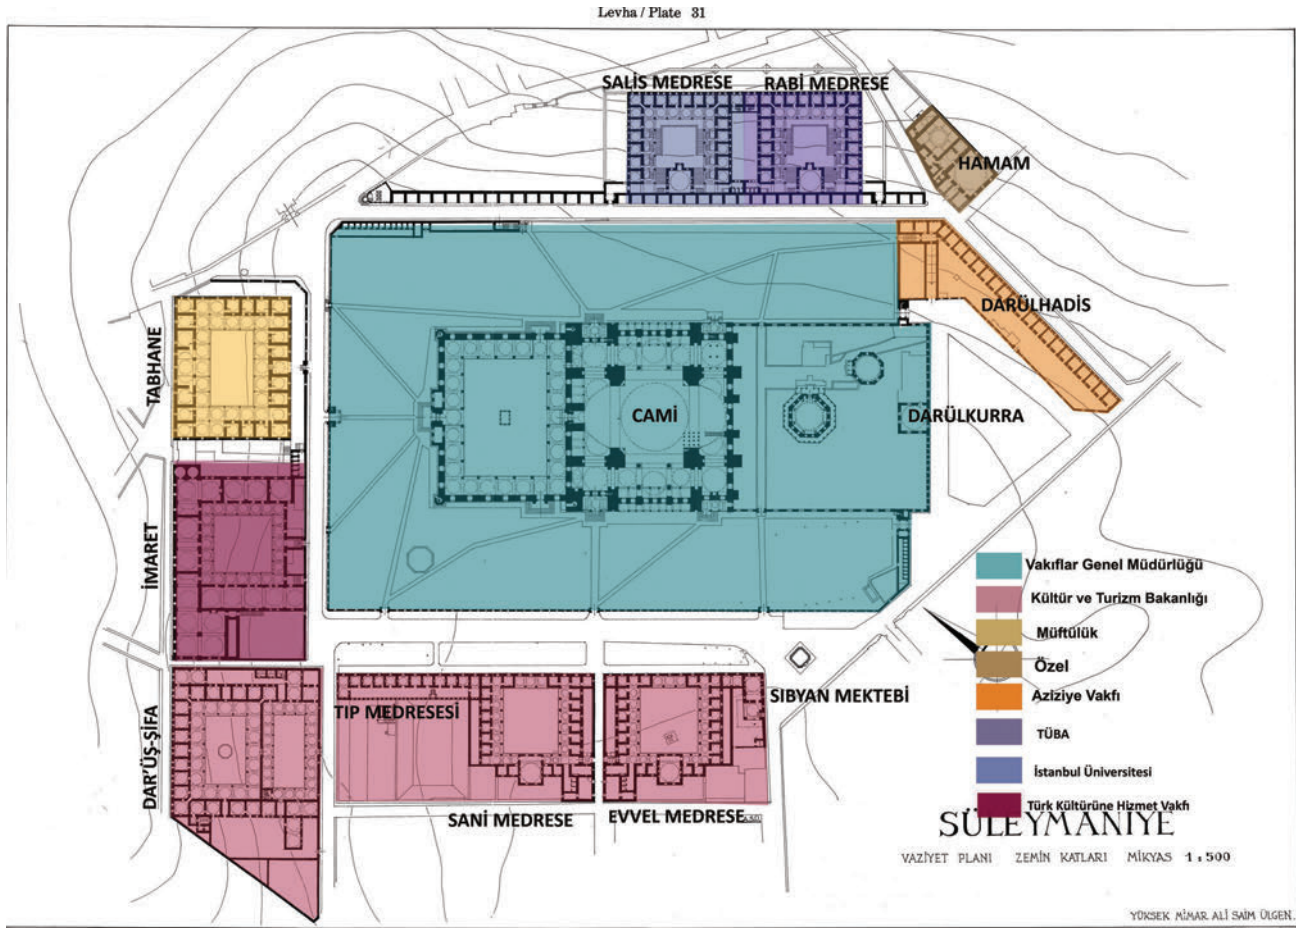 Levha / Plate 31
SALİS MEDRESE
RABİ MEDRESE
HAMAM
DARÜLHADİS
TABHANE
CAMİ
DARÜLKURRA
İMARET
Vakıflar Genel Müdürlüğü
Kültür ve Turizm Bakanlığı
Müftülük
Özel
Aziziye Vakfı
TÜBA
İstanbul Üniversitesi
Türk Kültürüne Hizmet Vakfı
SIBYAN MEKTEBİ
TIP MEDRESESİ
DAR'ÜŞ-ŞİFA
SANİ MEDRESE
EVVEL MEDRESE
SÜLEYMANİYE
VAZİYET PLANI ZEMİN KATLARI MİKYAS 1:500
YÜKSEK MİMAR ALİ SAİM ÜLGEN.